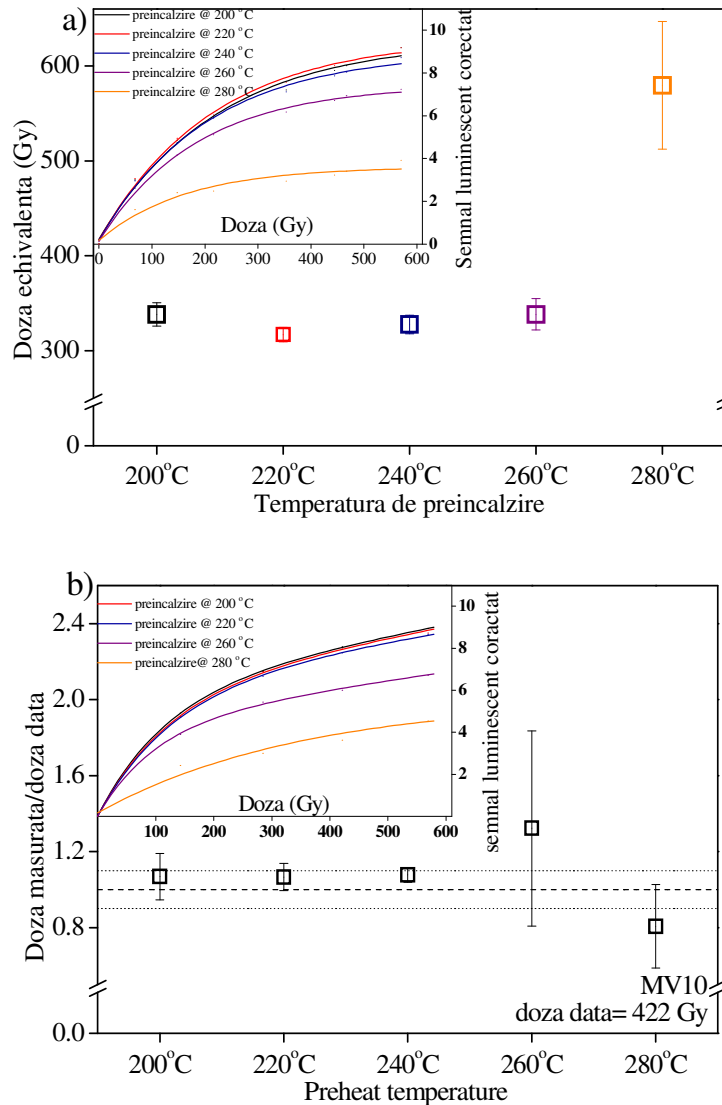 a)
preincalzire @ 200 °C
preincalzire @ 220 °C
preincalzire @ 240 °C
preincalzire @ 260 °C
preincalzire @ 280 °C
10
8
6
4
2
0
Semnal luminescent corectat
Doza (Gy)
0 100 200 300 400 500 600
600
500
400
300
0
Doza echivalenta (Gy)
200°C 220°C 240°C 260°C 280°C
Temperatura de preincalzire
b)
preincalzire @ 200 °C
preincalzire @ 220 °C
preincalzire @ 260 °C
preincalzire@ 280 °C
10
8
6
4
2
semnal luminescent coractat
Doza (Gy)
100 200 300 400 500 600
2.4
2.0
1.6
1.2
0.8
0.0
Doza masurata/doza data
MV10
doza data= 422 Gy
200°C 220°C 240°C 260°C 280°C
Preheat temperature